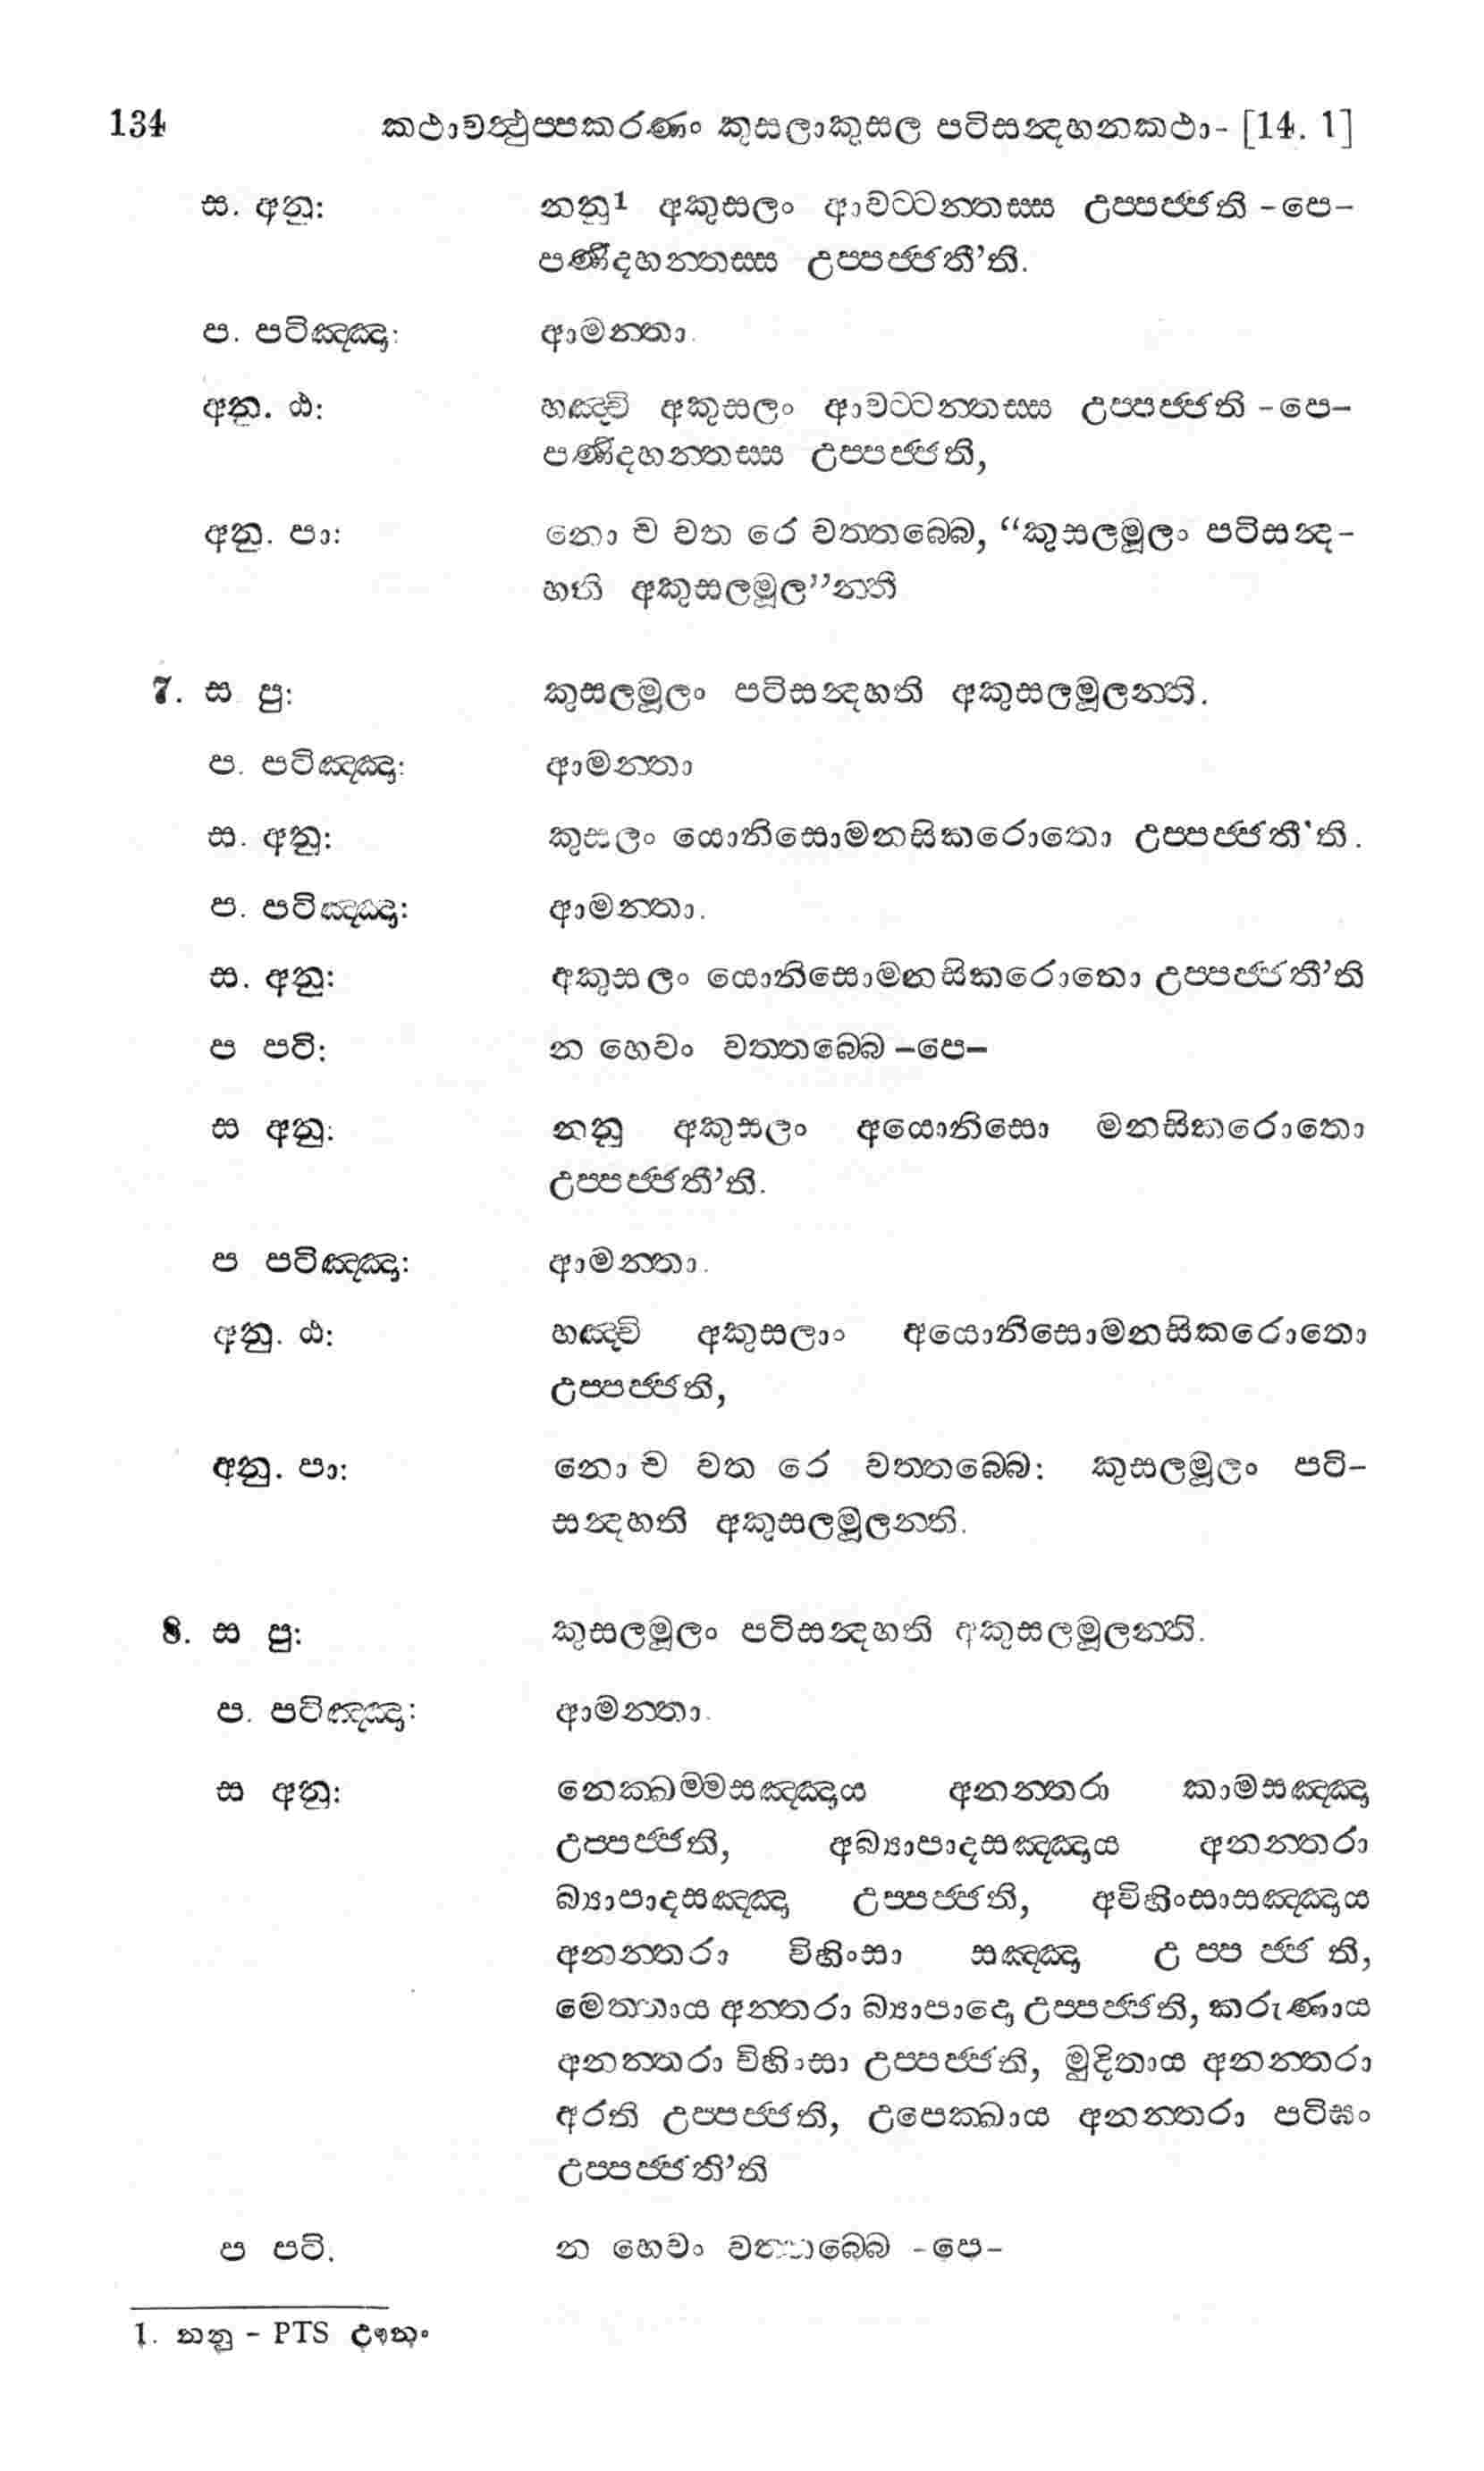 134 කථාවත්ථුප්පකරණං කුසලාකුසල පටිසන්දහනකථා- [14. 1]
ස. අනු: නනු1 අකුසලං ආවට්ටන්තස්ස උප්පජ්ජති -පෙ-
පණිදහන්තස්ස උප්පජ්ජතී’ති.
ප. පටිඤ්ඤා: ආමන්තා.
අනු. ඨ: හඤ්චි අකුසලං ආවට්ටන්තස්ස උප්පජ්ජති -පෙ-
පණිදහන්තස්ස උප්පජ්ජති,
අනු. පා: නො ච වත රේ වත්තබ්බෙ, “කුසලමූලං පටිසන්ද-
හති අකුසලමූල”න්ති
7. ස පු: කුසලමූලං පටිසන්දහති අකුසලමූලන්ති.
ප. පටිඤ්ඤා: ආමන්තා
ස. අනු: කුසලං යොනිසොමනසිකරොතො උප්පජ්ජතී’ති.
ප. පටිඤ්ඤා: ආමන්තා.
ස. අනු: අකුසලං යොනිසොමනසිකරොතො උප්පජ්ජතී’ති
ප පටි: න හෙවං වත්තබ්බෙ -පෙ-
ස අනු: නනු අකුසලං අයොනිසො මනසිකරොතො
උප්පජ්ජතී’ති.
ප පටිඤ්ඤා: ආමන්තා.
අනු. ඨ: හඤ්චි අකුසලාං අයොනිසොමනසිකරොතො
උප්පජ්ජති,
අනු. පා: නො ච වත රේ වත්තබ්බෙ: කුසලමූලං පටි-
සන්දහති අකුසලමූලන්ති.
8. ස පු: කුසලමූලං පටිසන්දහති අකුසලමූලන්ති.
ප. පටිඤ්ඤා: ආමන්තා.
ස අනු: නෙක්ඛම්මසඤ්ඤාය අනන්තරා කාමසඤ්ඤා
උප්පජ්ජති, අබ්‍යාපාදසඤ්ඤාය අනන්තරා
බ්‍යාපාදසඤ්ඤා උප්පජ්ජති, අවිහිංසාසඤ්ඤාය
අනන්තරා විහිංසා සඤ්ඤා උප්පජ්ජති,
මෙත්තාය අන්තරා බ්‍යාපාදො උප්පජ්ජති, කරුණාය
අනන්තරා විහිාසා උප්පජ්ජති, මුදිතාය අනන්තරා
අරති උප්පජ්ජති, උපෙක්ඛාය අනන්තරා පටිඝං
උප්පජ්ජති’ති
ප පටි. න හෙවං වත්තබ්බෙ -පෙ-
1. නනු - PTS ඌනං